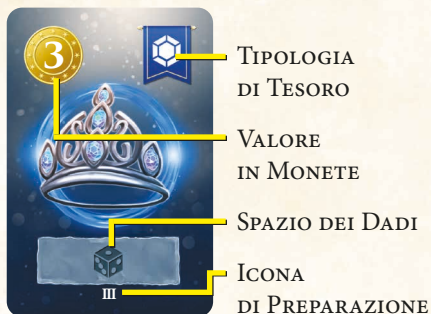 3
Tipologia
di Tesoro
Valore
in Monete
Spazio dei Dadi
III
Icona
di Preparazione